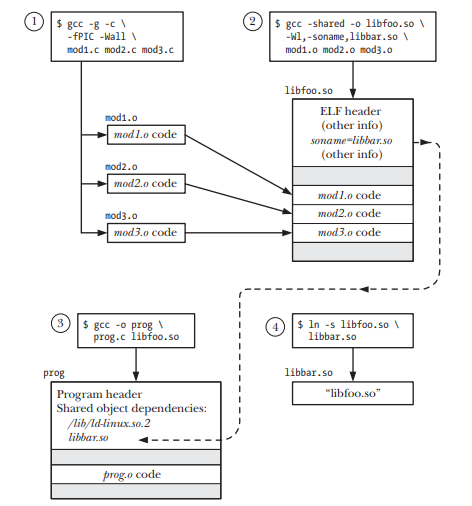 1
$ gcc -g -c \
-fPIC -Wall \
mod1.c mod2.c mod3.c
2
$ gcc -shared -o libfoo.so \
-Wl,-soname,libbar.so \
mod1.o mod2.o mod3.o
libfoo.so
ELF header
(other info)
soname=libbar.so
(other info)
mod1.o code
mod2.o code
mod3.o code
mod1.o
mod1.o code
mod2.o
mod2.o code
mod3.o
mod3.o code
3
$ gcc -o prog \
prog.c libfoo.so
4
$ ln -s libfoo.so \
libbar.so
prog
Program header
Shared object dependencies:
/lib/ld-linux.so.2
libbar.so
prog.o code
libbar.so
“libfoo.so”